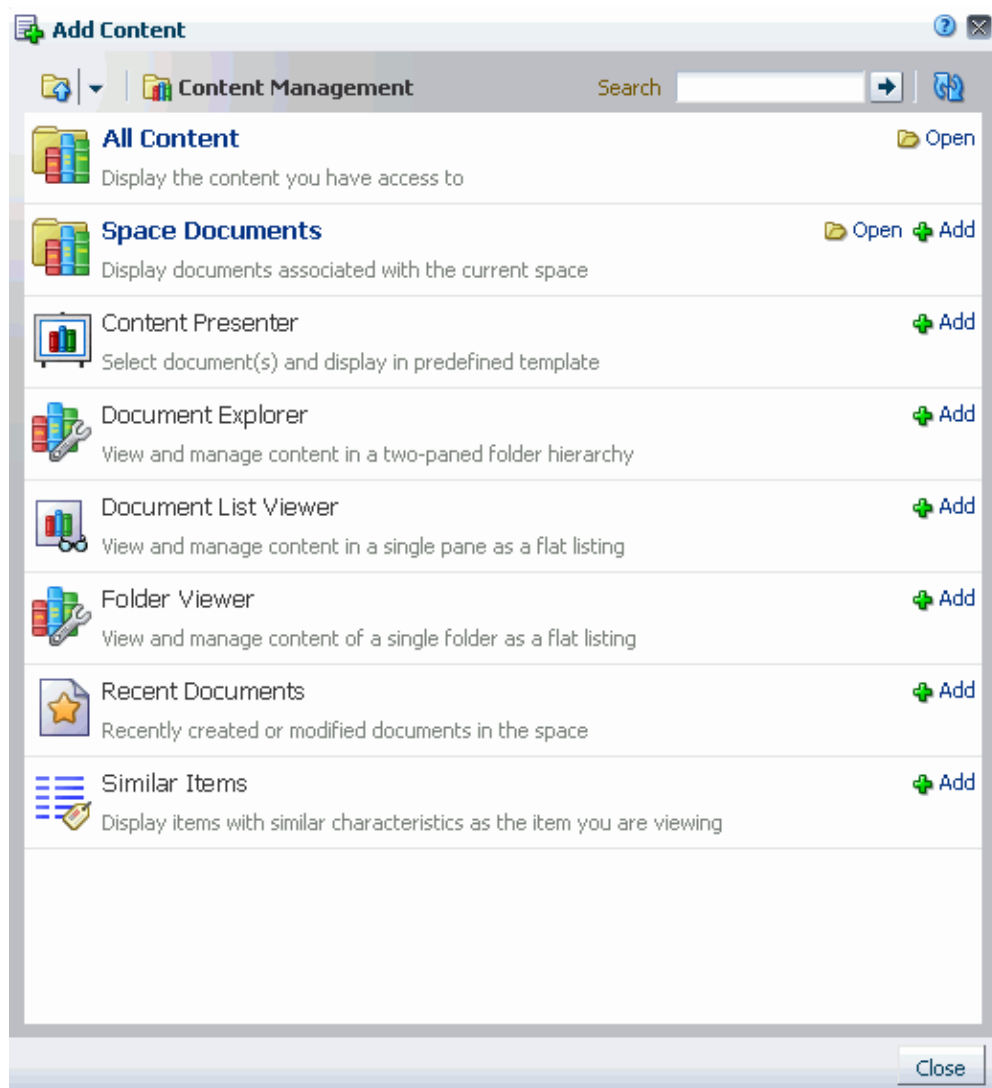 Add Content
Content Management Search
All Content Open
Display the content you have access to
Space Documents Open Add
Display documents associated with the current space
Content Presenter Add
Select document(s) and display in predefined template
Document Explorer Add
View and manage content in a two-paned folder hierarchy
Document List Viewer Add
View and manage content in a single pane as a flat listing
Folder Viewer Add
View and manage content of a single folder as a flat listing
Recent Documents Add
Recently created or modified documents in the space
Similar Items Add
Display items with similar characteristics as the item you are viewing
Close